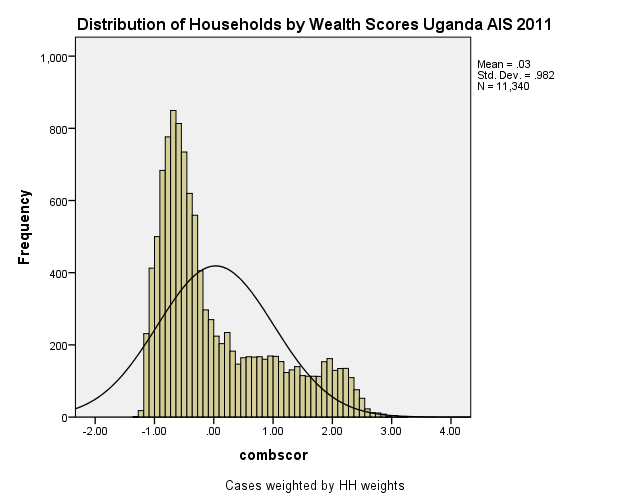 Distribution of Households by Wealth Scores Uganda AIS 2011
Mean = .03
Std. Dev. = .982
N = 11,340
1,000
800
600
400
200
0
Frequency
-2.00 -1.00 .00 1.00 2.00 3.00 4.00
combscor
Cases weighted by HH weights